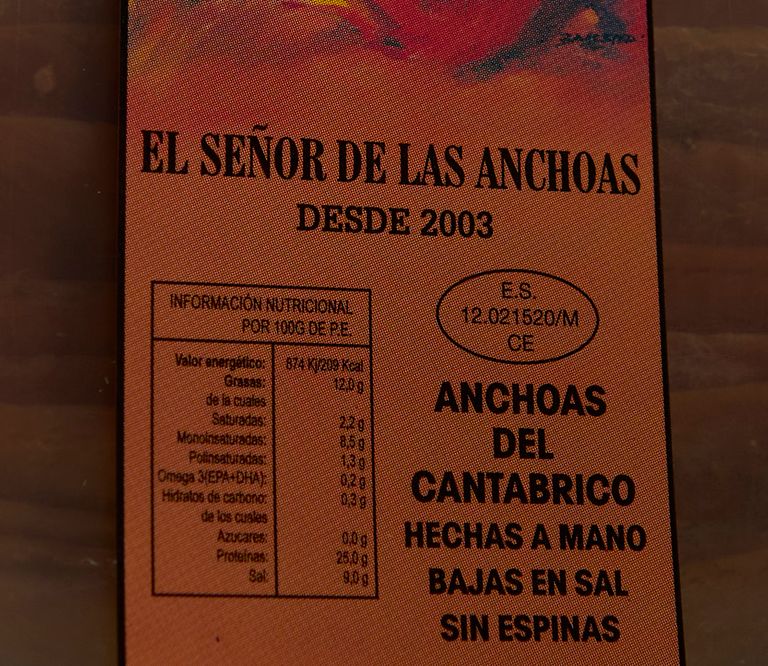 EL SEÑOR DE LAS ANCHOAS
DESDE 2003
INFORMACIÓN NUTRICIONAL
POR 100G DE P.E.
Valor energético: 874 Kj/209 Kcal
Grasas: 12,0 g
de la cuales
Saturadas: 2,2 g
Monoinsaturadas: 8,5 g
Polinsaturadas: 1,3 g
Omega 3(EPA+DHA): 0,2 g
Hidratos de carbono: 0,3 g
de los cuales
Azucares: 0,0 g
Proteinas: 25,0 g
Sal: 9,0 g
E.S.
12.021520/M
CE
ANCHOAS
DEL
CANTABRICO
HECHAS A MANO
BAJAS EN SAL
SIN ESPINAS